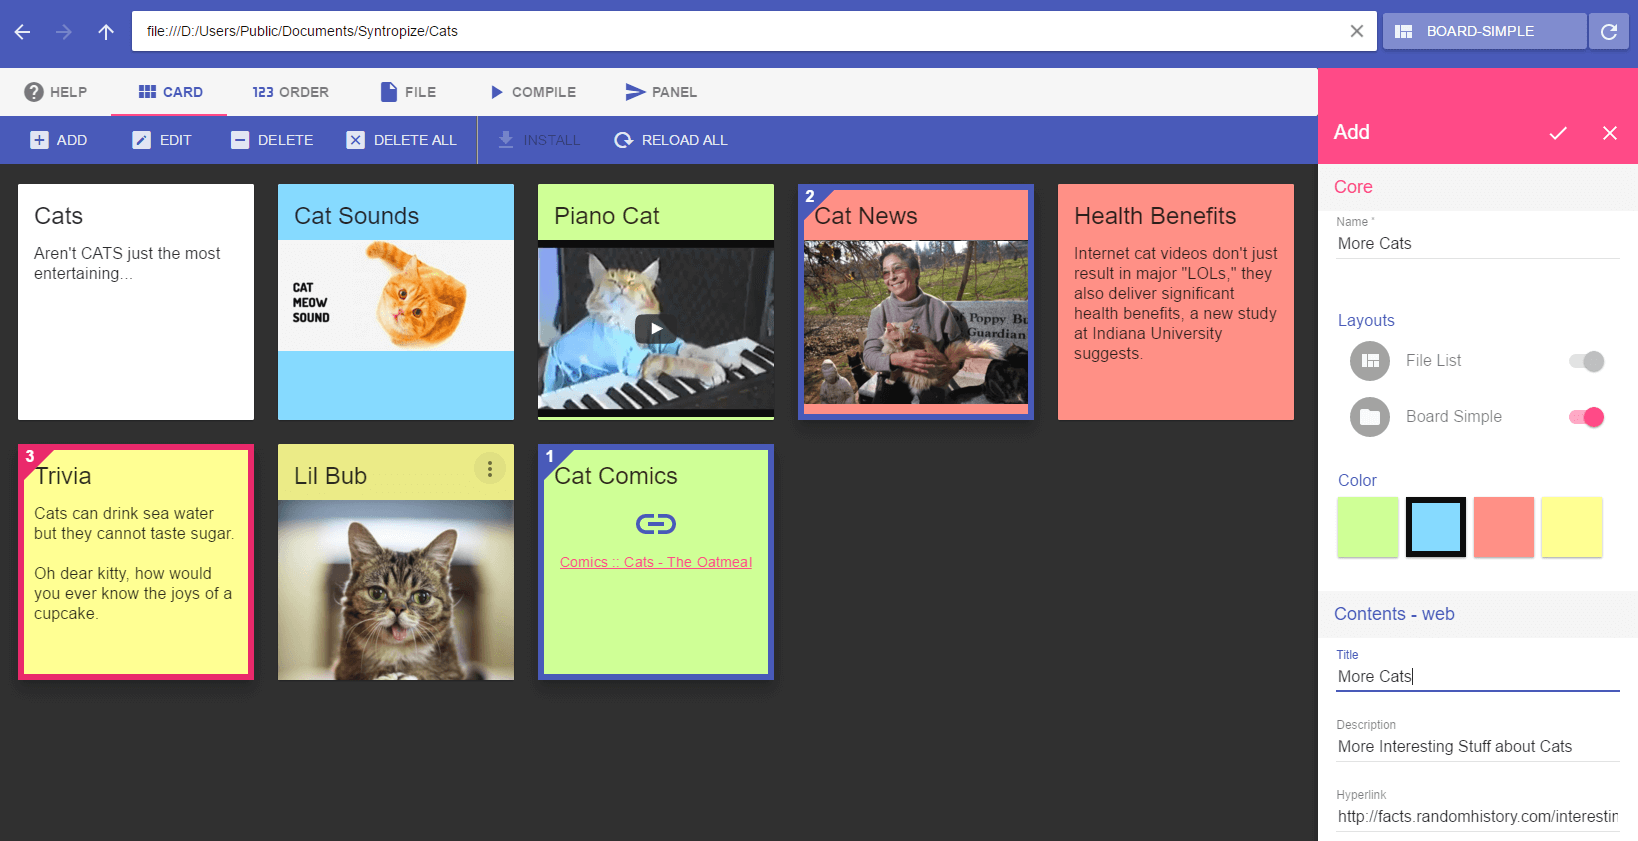 file:///D:/Users/Public/Documents/Syntropize/Cats
BOARD-SIMPLE
HELP
CARD
123 ORDER
FILE
COMPILE
PANEL
ADD
EDIT
DELETE
DELETE ALL
INSTALL
RELOAD ALL
Cats
Aren't CATS just the most
entertaining...
Cat Sounds
CAT
MEOW
SOUND
Piano Cat
2
Cat News
of Poppy Bu
Guardian
Health Benefits
Internet cat videos don't just
result in major "LOLs," they
also deliver significant
health benefits, a new study
at Indiana University
suggests.
3
Trivia
Cats can drink sea water
but they cannot taste sugar.
Oh dear kitty, how would
you ever know the joys of a
cupcake.
Lil Bub
1
Cat Comics
Comics :: Cats - The Oatmeal
Add
Core
Name *
More Cats
Layouts
File List
Board Simple
Color
Contents - web
Title
More Cats
Description
More Interesting Stuff about Cats
Hyperlink
http://facts.randomhistory.com/interestin